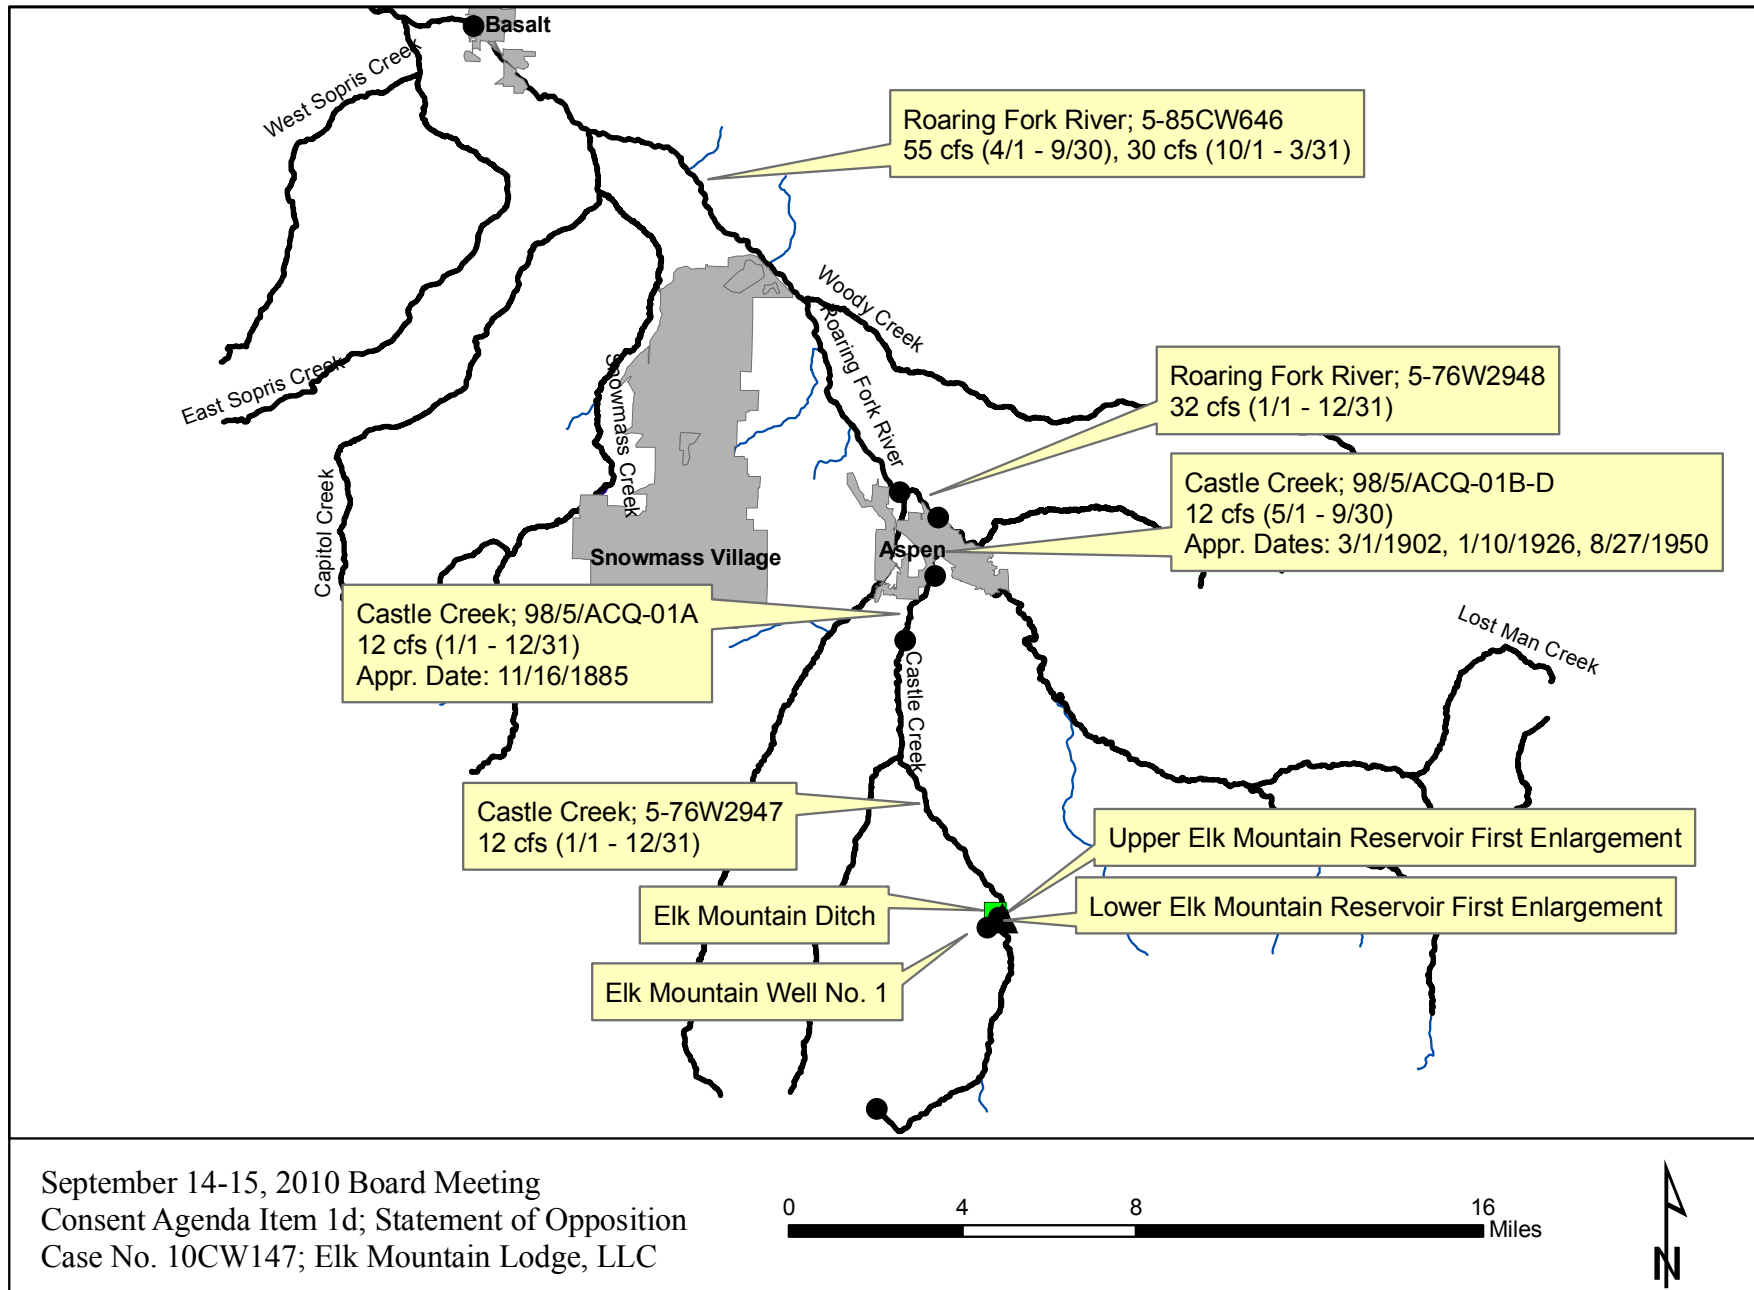 Basalt
West Sopris Creek
Roaring Fork River; 5-85CW646
55 cfs (4/1 - 9/30), 30 cfs (10/1 - 3/31)
Woody Creek
Roaring Fork River
East Sopris Creek
Snowmass Creek
Roaring Fork River; 5-76W2948
32 cfs (1/1 - 12/31)
Castle Creek; 98/5/ACQ-01B-D
12 cfs (5/1 - 9/30)
Appr. Dates: 3/1/1902, 1/10/1926, 8/27/1950
Capitol Creek
Snowmass Village
Aspen
Castle Creek; 98/5/ACQ-01A
12 cfs (1/1 - 12/31)
Appr. Date: 11/16/1885
Lost Man Creek
Castle Creek
Castle Creek; 5-76W2947
12 cfs (1/1 - 12/31)
Upper Elk Mountain Reservoir First Enlargement
Elk Mountain Ditch
Lower Elk Mountain Reservoir First Enlargement
Elk Mountain Well No. 1
September 14-15, 2010 Board Meeting
Consent Agenda Item 1d; Statement of Opposition
Case No. 10CW147; Elk Mountain Lodge, LLC
0 4 8 16
Miles
N